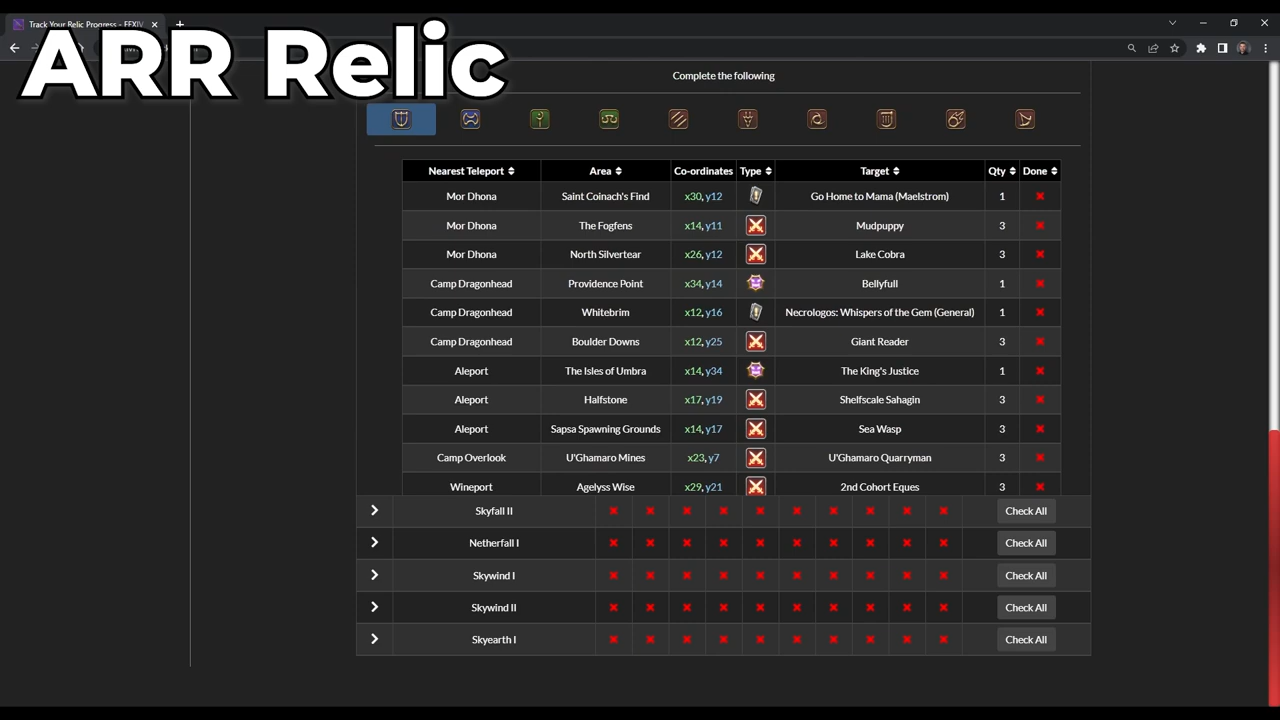 Track Your Relic Progress - FFXIV
ARR Relic
Complete the following
Nearest Teleport Area Co-ordinates Type Target Qty Done
Mor Dhona Saint Coinach's Find x30, y12 Go Home to Mama (Maelstrom) 1
Mor Dhona The Fogfens x14, y11 Mudpuppy 3
Mor Dhona North Silvertear x26, y12 Lake Cobra 3
Camp Dragonhead Providence Point x34, y14 Bellyfull 1
Camp Dragonhead Whitebrim x12, y16 Necrologos: Whispers of the Gem (General) 1
Camp Dragonhead Boulder Downs x12, y25 Giant Reader 3
Aleport The Isles of Umbra x14, y34 The King's Justice 1
Aleport Halfstone x17, y19 Shelfscale Sahagin 3
Aleport Sapsa Spawning Grounds x14, y17 Sea Wasp 3
Camp Overlook U'Ghamaro Mines x23, y7 U'Ghamaro Quarryman 3
Wineport Agelyss Wise x29, y21 2nd Cohort Eques 3
Skyfall II Check All
Netherfall I Check All
Skywind I Check All
Skywind II Check All
Skyearth I Check All